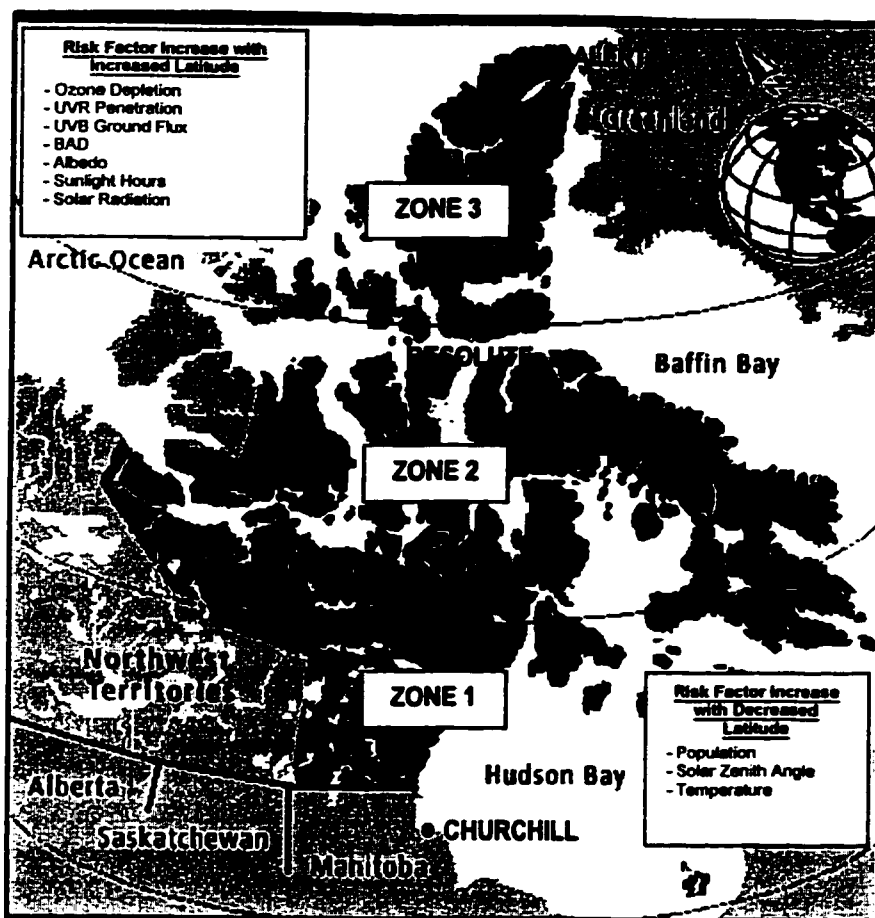 Risk Factor Increase with
Increased Latitude
- Ozone Depletion
- UVR Penetration
- UVB Ground Flux
- BAD
- Albedo
- Sunlight Hours
- Solar Radiation
ALERT
Greenland
ZONE 3
Arctic Ocean
RESOLUTE
Baffin Bay
ZONE 2
Northwest
Territories
ZONE 1
Risk Factor Increase
with Decreased
Latitude
- Population
- Solar Zenith Angle
- Temperature
Hudson Bay
Alberta
Saskatchewan
CHURCHILL
Manitoba